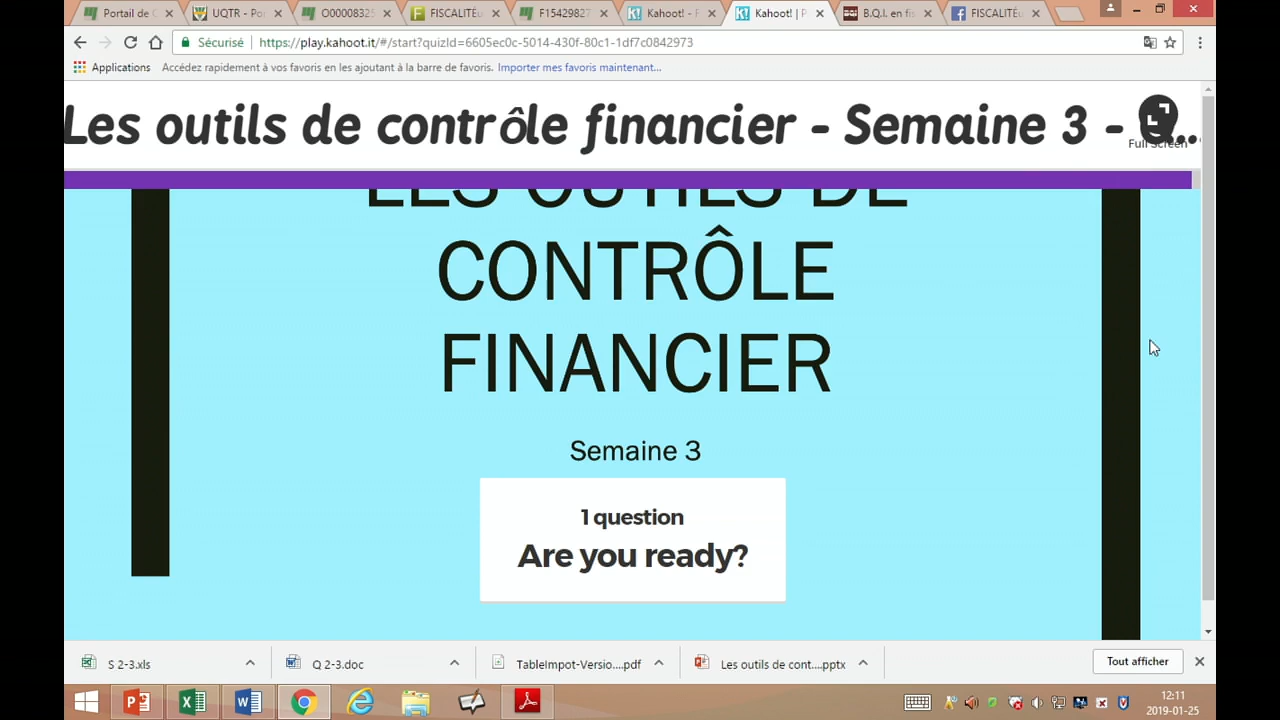 Portail de C
UQTR - Po
O00000832
FISCALITÉ
F15429827
Kahoot! - F
Kahoot! | P
B.Q.I. en fis
FISCALITÉ
Sécurisé
https://play.kahoot.it/#/start?quizId=6605ec0c-5014-430f-80c1-1df7c0842973
Applications
Accédez rapidement à vos favoris en les ajoutant à la barre de favoris. Importer mes favoris maintenant...
Les outils de contrôle financier - Semaine 3 -
Full Screen
LES OUTILS DE
CONTRÔLE
FINANCIER
Semaine 3
1 question
Are you ready?
S 2-3.xls
Q 2-3.doc
TableImpot-Versio....pdf
Les outils de cont....pptx
Tout afficher
12:11
2019-01-25